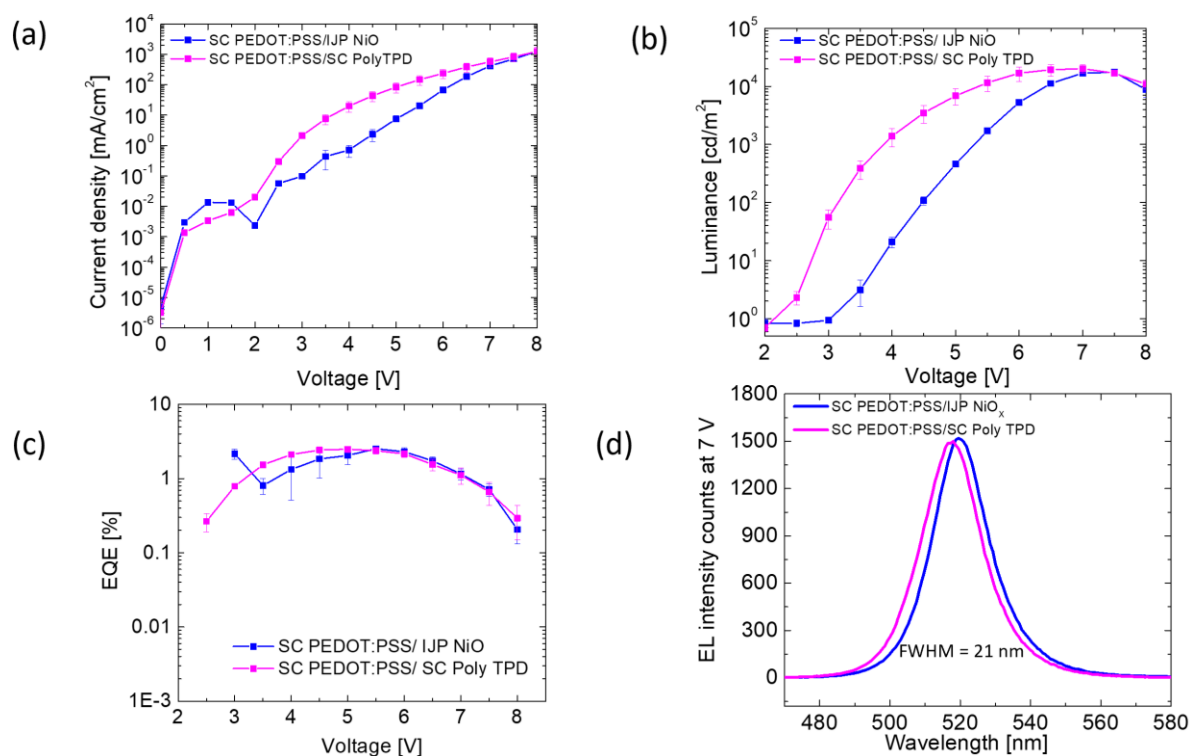 (a)
SC PEDOT:PSS/IJP NiO
SC PEDOT:PSS/SC PolyTPD
Current density [mA/cm²]
10⁴
10³
10²
10¹
10⁰
10⁻¹
10⁻²
10⁻³
10⁻⁴
10⁻⁵
10⁻⁶
0 1 2 3 4 5 6 7 8
Voltage [V]
(b)
SC PEDOT:PSS/ IJP NiO
SC PEDOT:PSS/ SC Poly TPD
Luminance [cd/m²]
10⁵
10⁴
10³
10²
10¹
10⁰
2 3 4 5 6 7 8
Voltage [V]
(c)
EQE [%]
10
1
0.1
0.01
1E-3
SC PEDOT:PSS/ IJP NiO
SC PEDOT:PSS/ SC Poly TPD
2 3 4 5 6 7 8
Voltage [V]
(d)
SC PEDOT:PSS/IJP NiOₓ
SC PEDOT:PSS/SC Poly TPD
EL intensity counts at 7 V
1800
1500
1200
900
600
300
0
FWHM = 21 nm
480 500 520 540 560 580
Wavelength [nm]